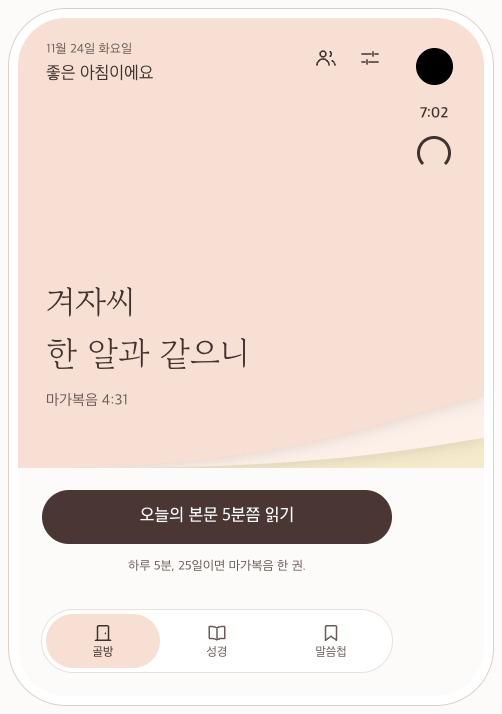 11월 24일 화요일
좋은 아침이에요
7:02
겨자씨
한 알과 같으니
마가복음 4:31
오늘의 본문 5분쯤 읽기
하루 5분, 25일이면 마가복음 한 권.
골방
성경
말씀첩